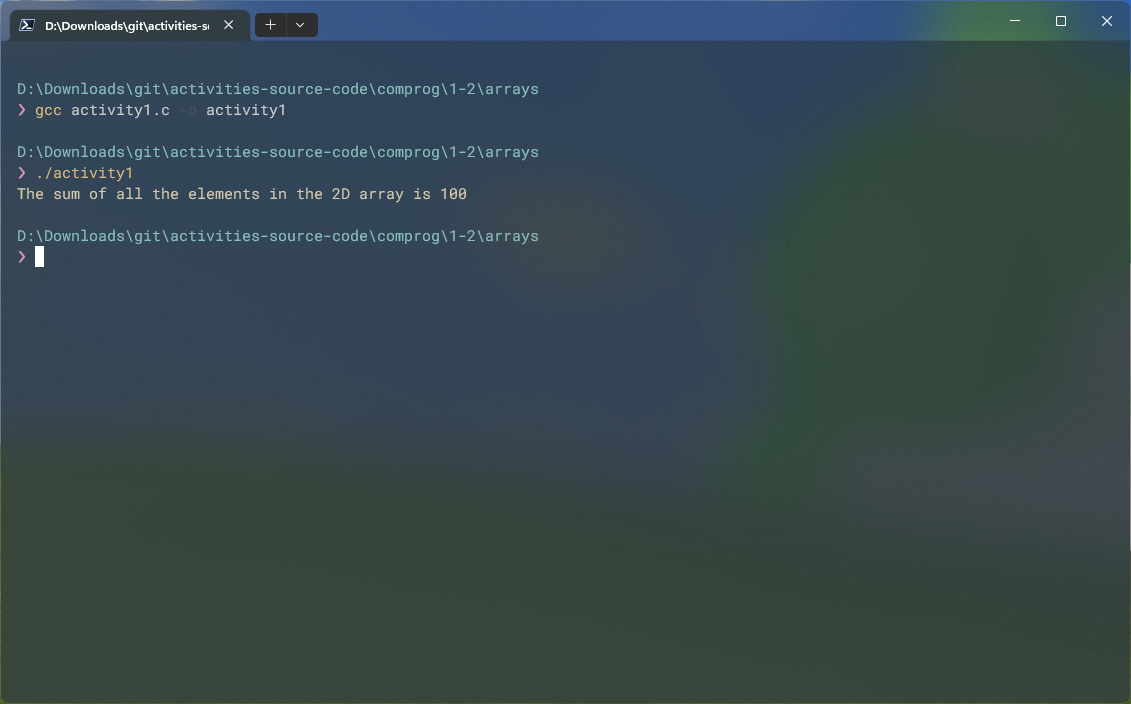 D:\Downloads\git\activities-so
D:\Downloads\git\activities-source-code\comprog\1-2\arrays
❯ gcc activity1.c -o activity1
D:\Downloads\git\activities-source-code\comprog\1-2\arrays
❯ ./activity1
The sum of all the elements in the 2D array is 100
D:\Downloads\git\activities-source-code\comprog\1-2\arrays
❯